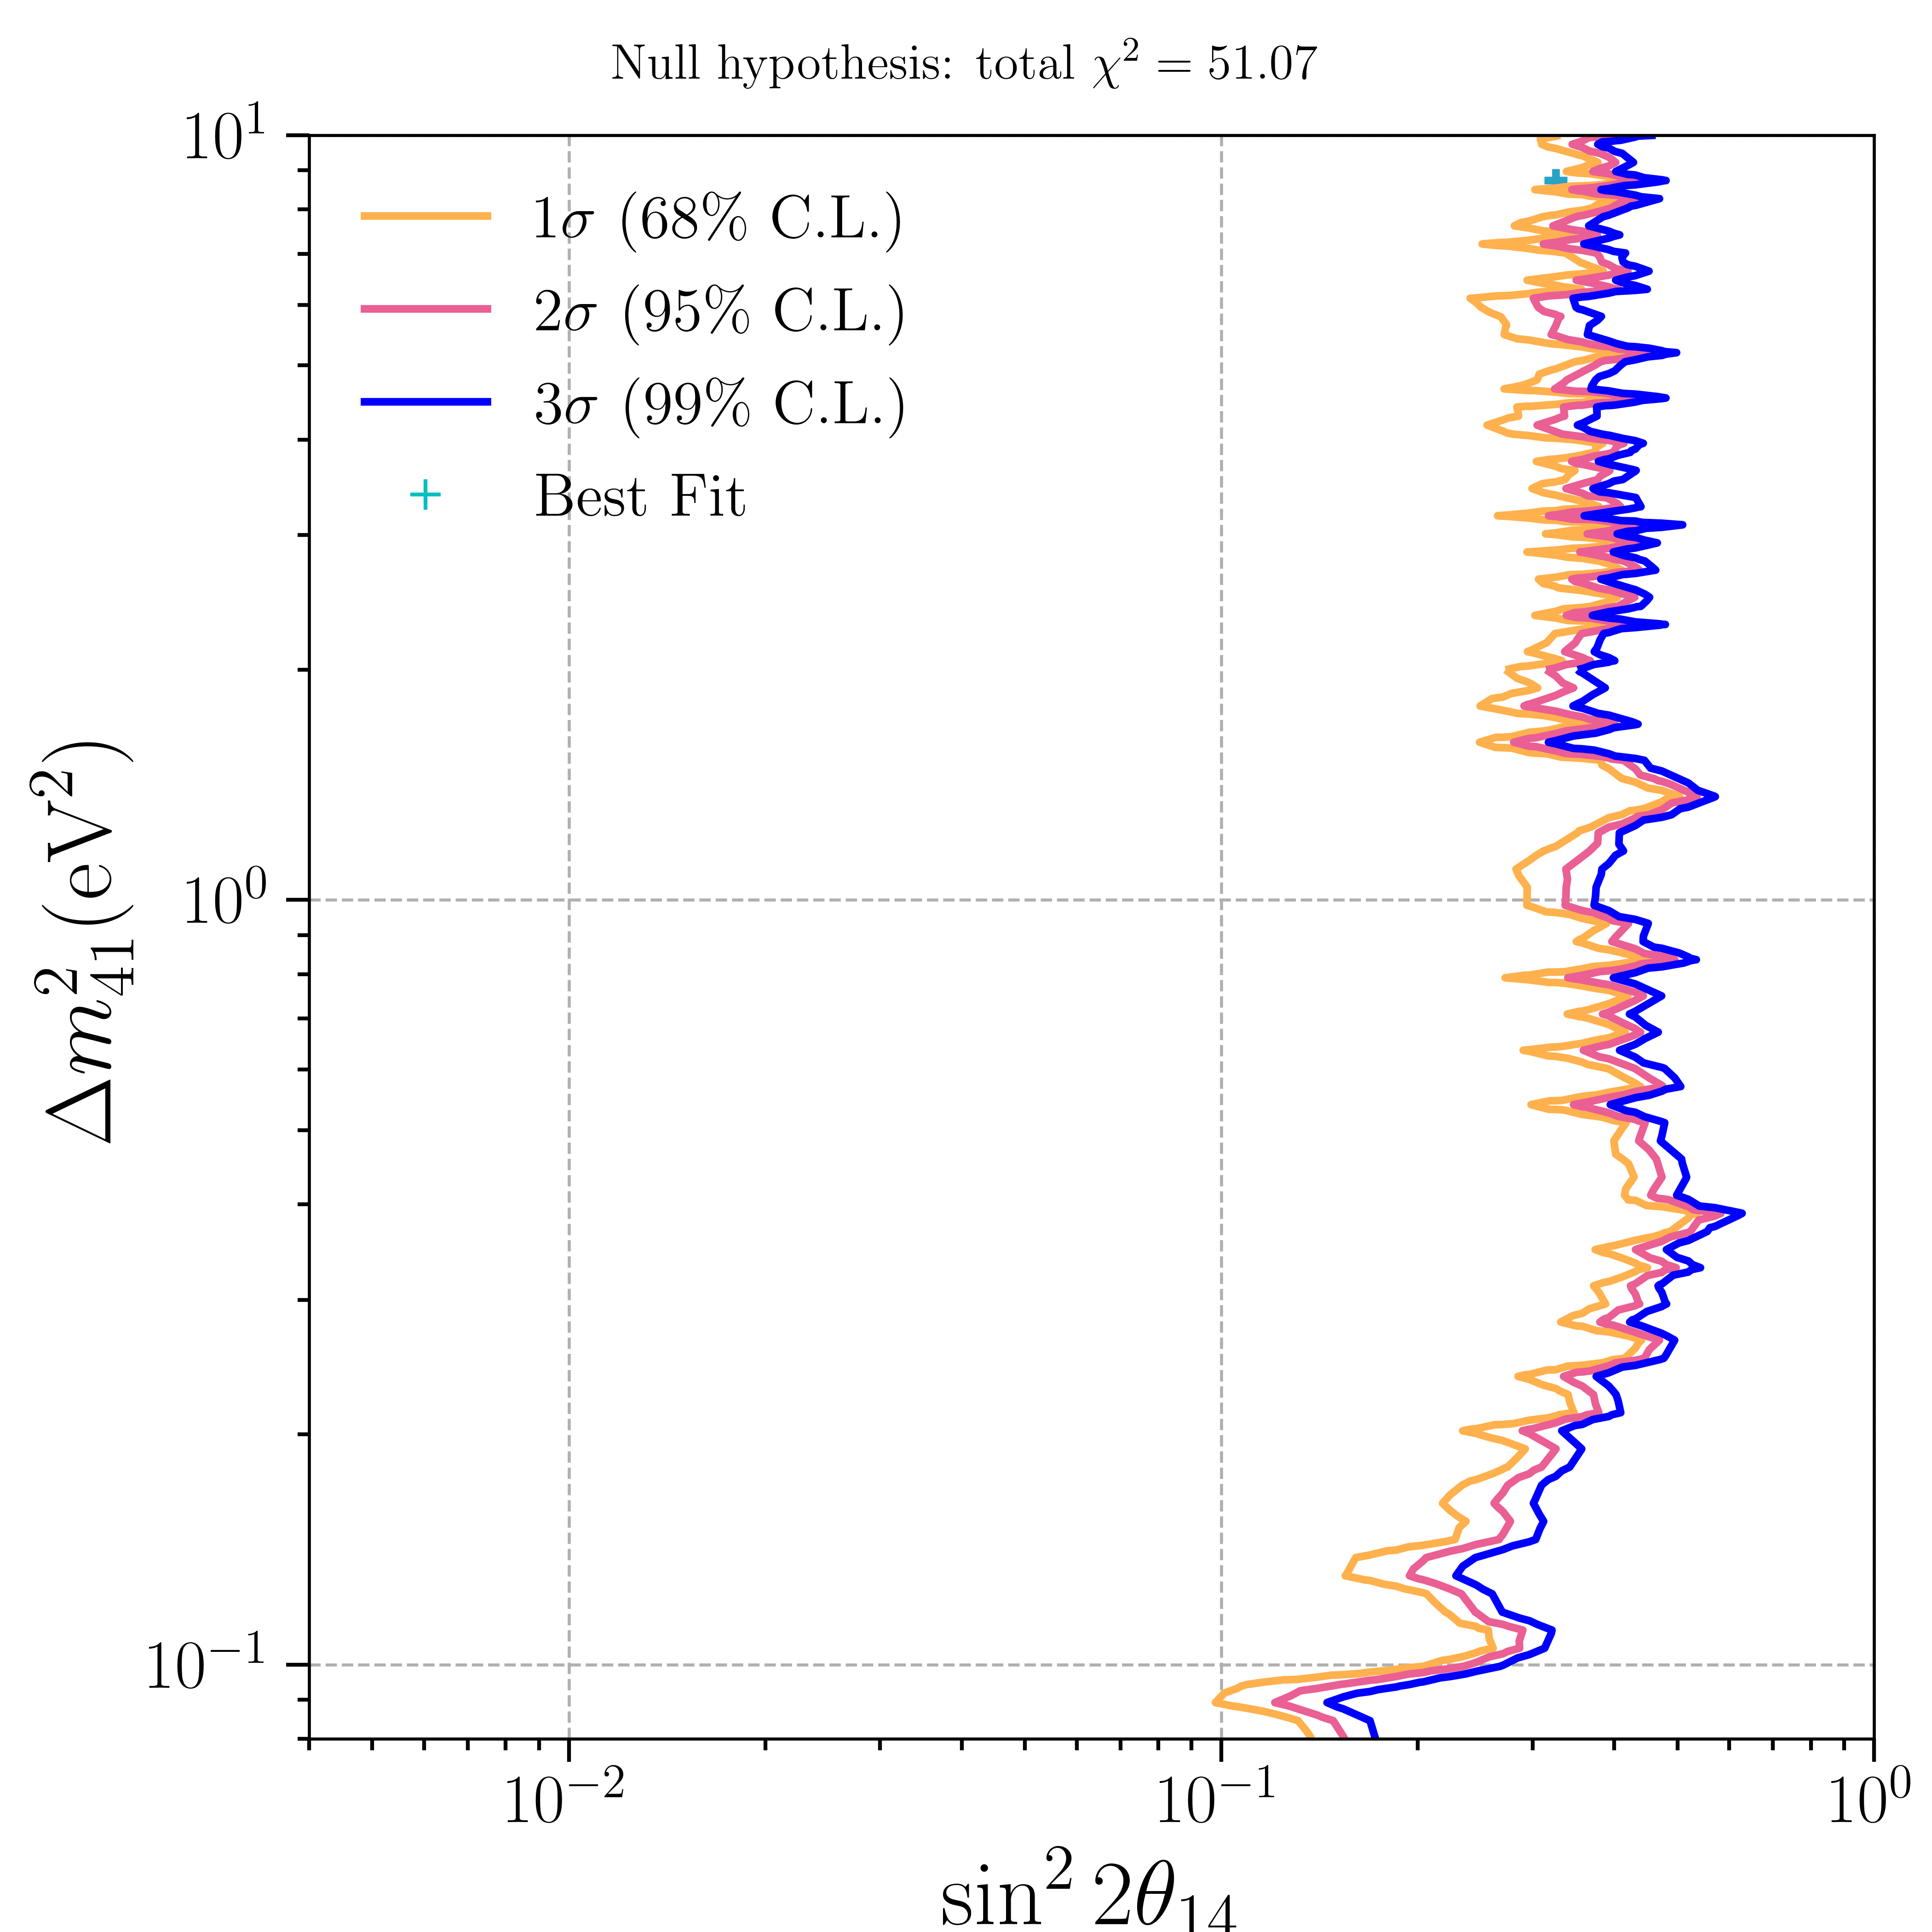 Null hypothesis: total χ² = 51.07
10¹
1σ (68% C.L.)
2σ (95% C.L.)
3σ (99% C.L.)
Best Fit
Δm²₄₁(eV²)
10⁰
10⁻¹
10⁻² 10⁻¹ 10⁰
sin² 2θ₁₄